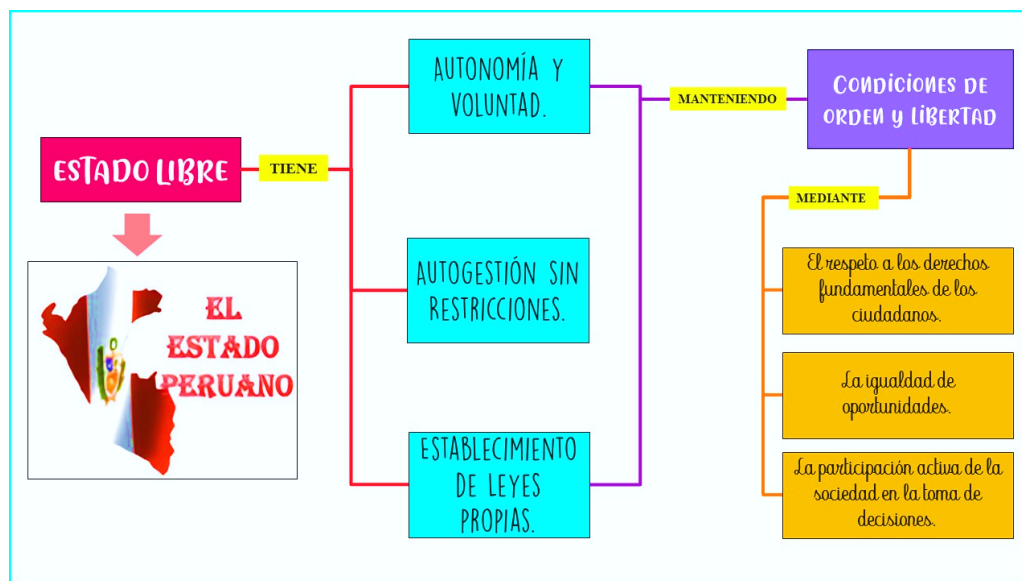 ESTADO LIBRE
TIENE
EL
ESTADO
PERUANO
AUTONOMÍA Y
VOLUNTAD.
AUTOGESTIÓN SIN
RESTRICCIONES.
ESTABLECIMIENTO
DE LEYES
PROPIAS.
MANTENIENDO
CONDICIONES DE
ORDEN Y LIBERTAD
MEDIANTE
El respeto a los derechos
fundamentales de los
ciudadanos.
La igualdad de
oportunidades.
La participación activa de la
sociedad en la toma de
decisiones.